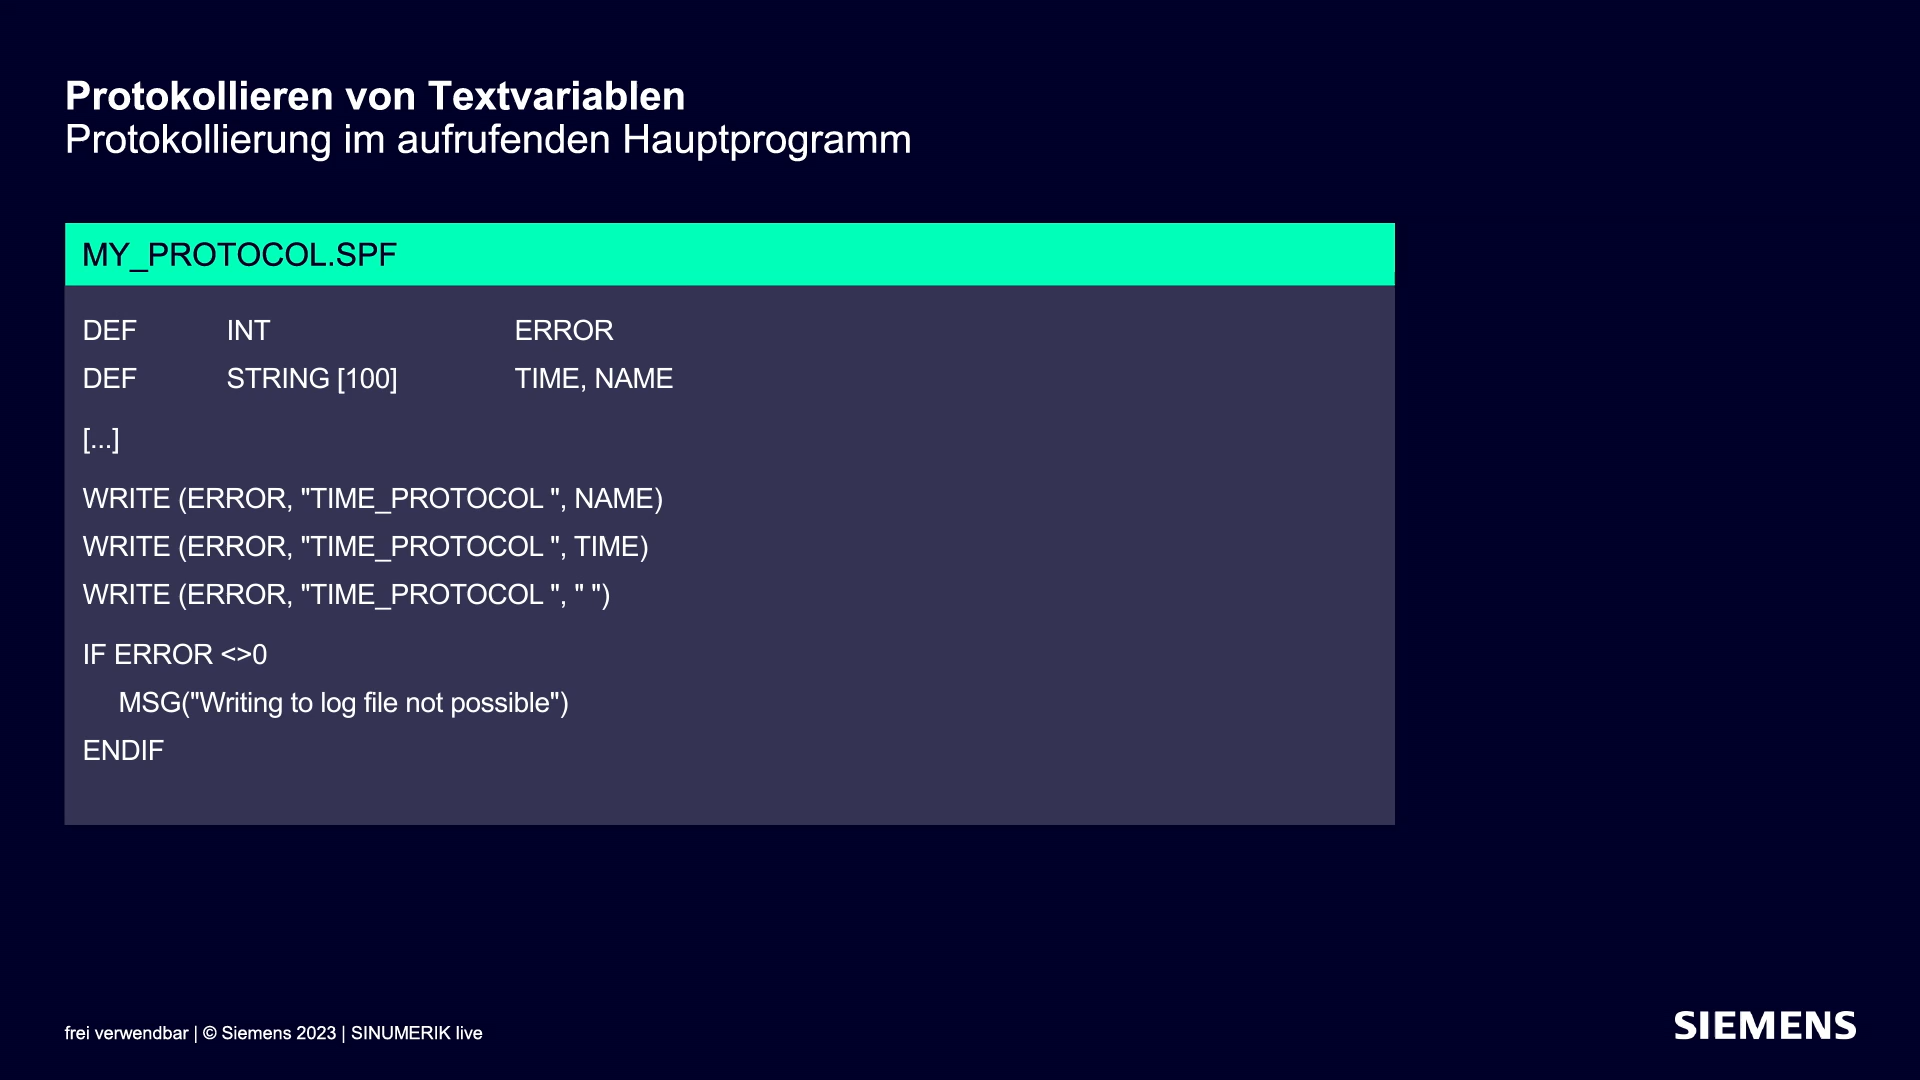 Protokollieren von Textvariablen
Protokollierung im aufrufenden Hauptprogramm
MY_PROTOCOL.SPF
DEF INT ERROR
DEF STRING [100] TIME, NAME
[...]
WRITE (ERROR, "TIME_PROTOCOL ", NAME)
WRITE (ERROR, "TIME_PROTOCOL ", TIME)
WRITE (ERROR, "TIME_PROTOCOL ", " ")
IF ERROR <>0
MSG("Writing to log file not possible")
ENDIF
frei verwendbar | © Siemens 2023 | SINUMERIK live
SIEMENS